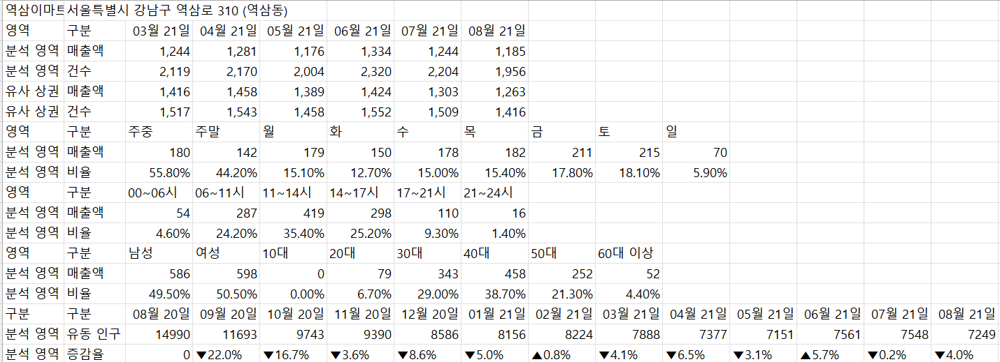 역삼이마트 서울특별시 강남구 역삼로 310 (역삼동)
영역 구분 03월 21일 04월 21일 05월 21일 06월 21일 07월 21일 08월 21일
분석 영역 매출액 1,244 1,281 1,176 1,334 1,244 1,185
분석 영역 건수 2,119 2,170 2,004 2,320 2,204 1,956
유사 상권 매출액 1,416 1,458 1,389 1,424 1,303 1,263
유사 상권 건수 1,517 1,543 1,458 1,552 1,509 1,416
영역 구분 주중 주말 월 화 수 목 금 토 일
분석 영역 매출액 180 142 179 150 178 182 211 215 70
분석 영역 비율 55.80% 44.20% 15.10% 12.70% 15.00% 15.40% 17.80% 18.10% 5.90%
영역 구분 00~06시 06~11시 11~14시 14~17시 17~21시 21~24시
분석 영역 매출액 54 287 419 298 110 16
분석 영역 비율 4.60% 24.20% 35.40% 25.20% 9.30% 1.40%
영역 구분 남성 여성 10대 20대 30대 40대 50대 60대 이상
분석 영역 매출액 586 598 0 79 343 458 252 52
분석 영역 비율 49.50% 50.50% 0.00% 6.70% 29.00% 38.70% 21.30% 4.40%
구분 구분 08월 20일 09월 20일 10월 20일 11월 20일 12월 20일 01월 21일 02월 21일 03월 21일 04월 21일 05월 21일 06월 21일 07월 21일 08월 21일
분석 영역 유동 인구 14990 11693 9743 9390 8586 8156 8224 7888 7377 7151 7561 7548 7249
분석 영역 증감율 0 ▼22.0% ▼16.7% ▼3.6% ▼8.6% ▼5.0% ▲0.8% ▼4.1% ▼6.5% ▼3.1% ▲5.7% ▼0.2% ▼4.0%